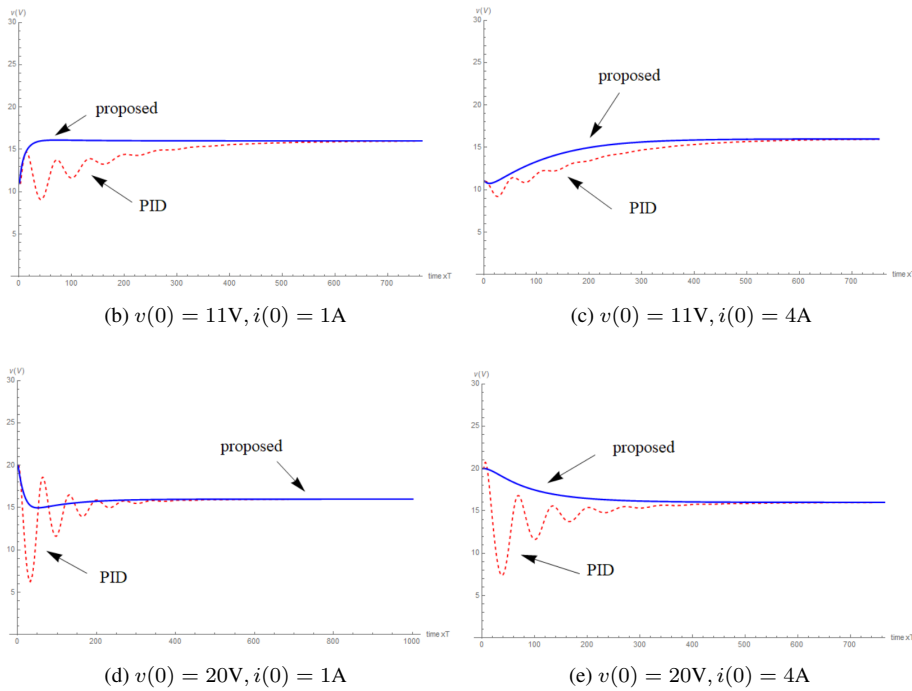 v(V)
30
25
20
15
10
5
0
100
200
300
400
500
600
700
time xT
proposed
PID
(b) v(0) = 11V, i(0) = 1A
v(V)
30
25
20
15
10
5
0
100
200
300
400
500
600
700
time xT
proposed
PID
(c) v(0) = 11V, i(0) = 4A
v(V)
30
25
20
15
10
5
0
200
400
600
800
1000
time xT
proposed
PID
(d) v(0) = 20V, i(0) = 1A
v(V)
30
25
20
15
10
5
0
100
200
300
400
500
600
700
time xT
proposed
PID
(e) v(0) = 20V, i(0) = 4A